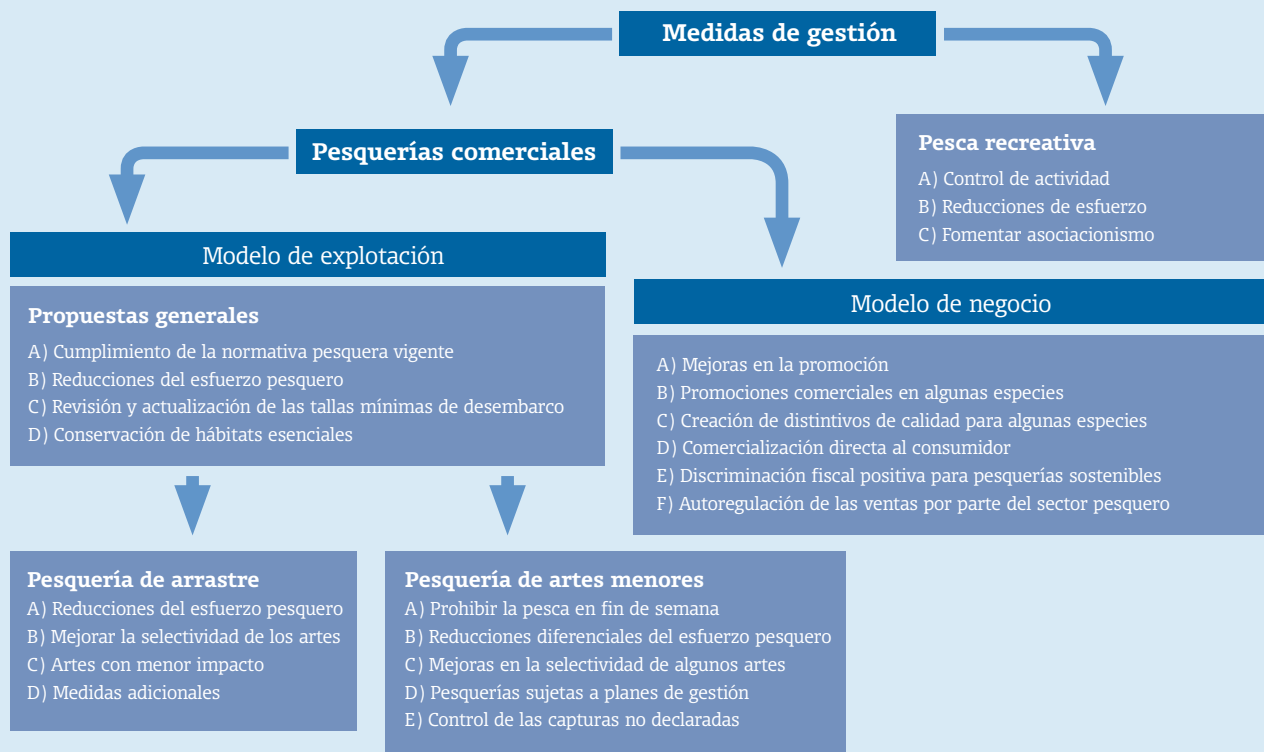 Medidas de gestión
Pesquerías comerciales
Pesca recreativa
A) Control de actividad
B) Reducciones de esfuerzo
C) Fomentar asociacionismo
Modelo de explotación
Propuestas generales
A) Cumplimiento de la normativa pesquera vigente
B) Reducciones del esfuerzo pesquero
C) Revisión y actualización de las tallas mínimas de desembarco
D) Conservación de hábitats esenciales
Modelo de negocio
A) Mejoras en la promoción
B) Promociones comerciales en algunas especies
C) Creación de distintivos de calidad para algunas especies
D) Comercialización directa al consumidor
E) Discriminación fiscal positiva para pesquerías sostenibles
F) Autoregulación de las ventas por parte del sector pesquero
Pesquería de arrastre
A) Reducciones del esfuerzo pesquero
B) Mejorar la selectividad de los artes
C) Artes con menor impacto
D) Medidas adicionales
Pesquería de artes menores
A) Prohibir la pesca en fin de semana
B) Reducciones diferenciales del esfuerzo pesquero
C) Mejoras en la selectividad de algunos artes
D) Pesquerías sujetas a planes de gestión
E) Control de las capturas no declaradas